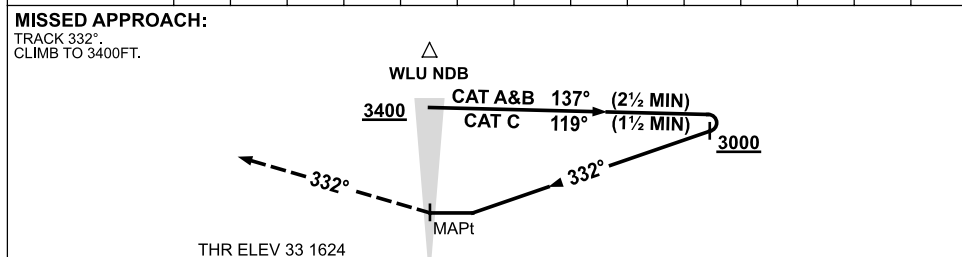 MISSED APPROACH:
TRACK 332°.
CLIMB TO 3400FT.
WLU NDB
3400
CAT A&B 137° (2½ MIN)
CAT C 119° (1½ MIN)
3000
332°
332°
MAPt
THR ELEV 33 1624